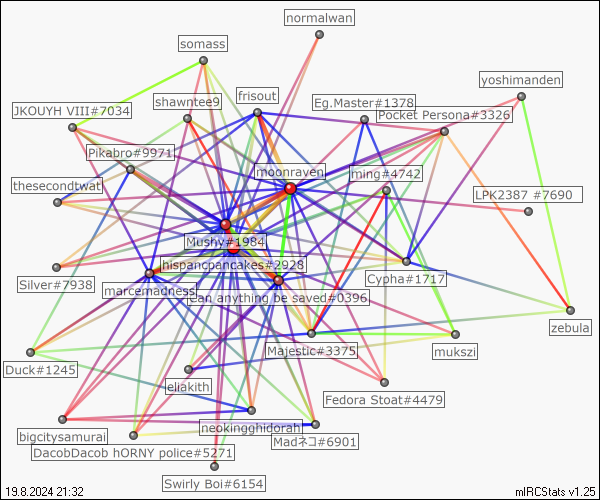 normalwan
somass
yoshimanden
frisout
shawntee9
Eg.Master#1378
JKOUYH VIII#7034
Pocket Persona#3326
Pikabro#9971
moonraven
ming#4742
thesecondtwat
LPK2387 #7690
Mushy#1984
hispancpancakes#2928
Cypha#1717
Silver#7938
marcemadness
can anything be saved#0396
zebula
Majestic#3375
mukszi
Duck#1245
eliakith
Fedora Stoat#4479
neokingghidorah
bigcitysamurai
Madネコ#6901
DacobDacob hORNY police#5271
Swirly Boi#6154
19.8.2024 21:32
mIRCStats v1.25